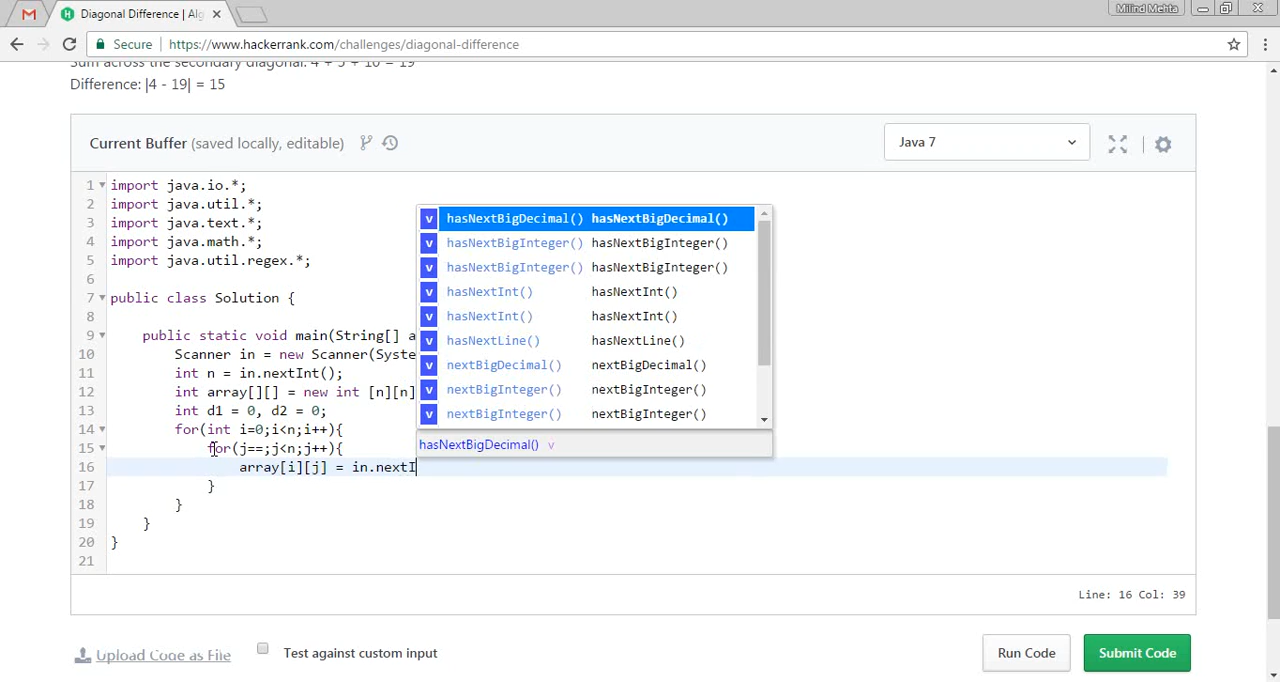 Diagonal Difference | Alg
Milind Mehta
Secure | https://www.hackerrank.com/challenges/diagonal-difference
Sum across the secondary diagonal: 4 + 5 + 10 = 19
Difference: |4 - 19| = 15
Current Buffer (saved locally, editable)
Java 7
1 import java.io.*;
2 import java.util.*;
3 import java.text.*;
4 import java.math.*;
5 import java.util.regex.*;
6
7 public class Solution {
8
9 public static void main(String[] a
10 Scanner in = new Scanner(Syste
11 int n = in.nextInt();
12 int array[][] = new int [n][n]
13 int d1 = 0, d2 = 0;
14 for(int i=0;i<n;i++){
15 for(j==;j<n;j++){
16 array[i][j] = in.nextI
17 }
18 }
19 }
20 }
21
v hasNextBigDecimal() hasNextBigDecimal()
v hasNextBigInteger() hasNextBigInteger()
v hasNextBigInteger() hasNextBigInteger()
v hasNextInt() hasNextInt()
v hasNextInt() hasNextInt()
v hasNextLine() hasNextLine()
v nextBigDecimal() nextBigDecimal()
v nextBigInteger() nextBigInteger()
v nextBigInteger() nextBigInteger()
hasNextBigDecimal() v
Line: 16 Col: 39
Upload Code as File
Test against custom input
Run Code
Submit Code